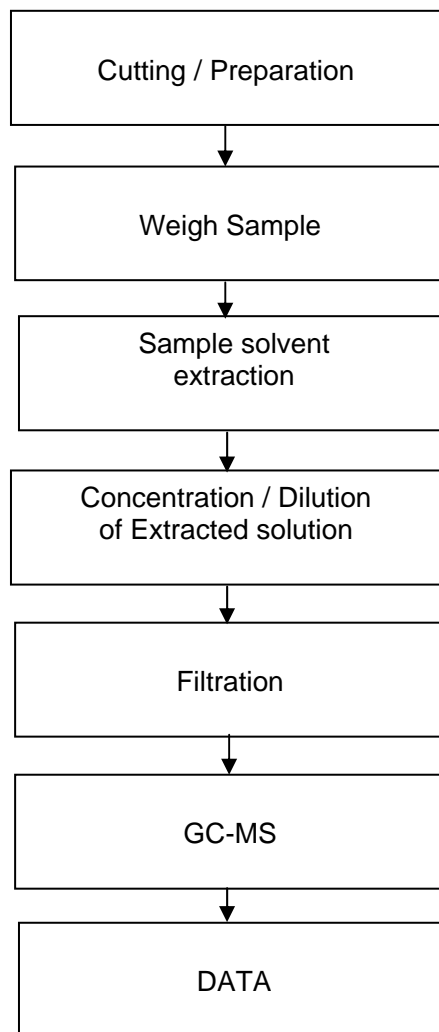 Cutting / Preparation
Weigh Sample
Sample solvent
extraction
Concentration / Dilution
of Extracted solution
Filtration
GC-MS
DATA